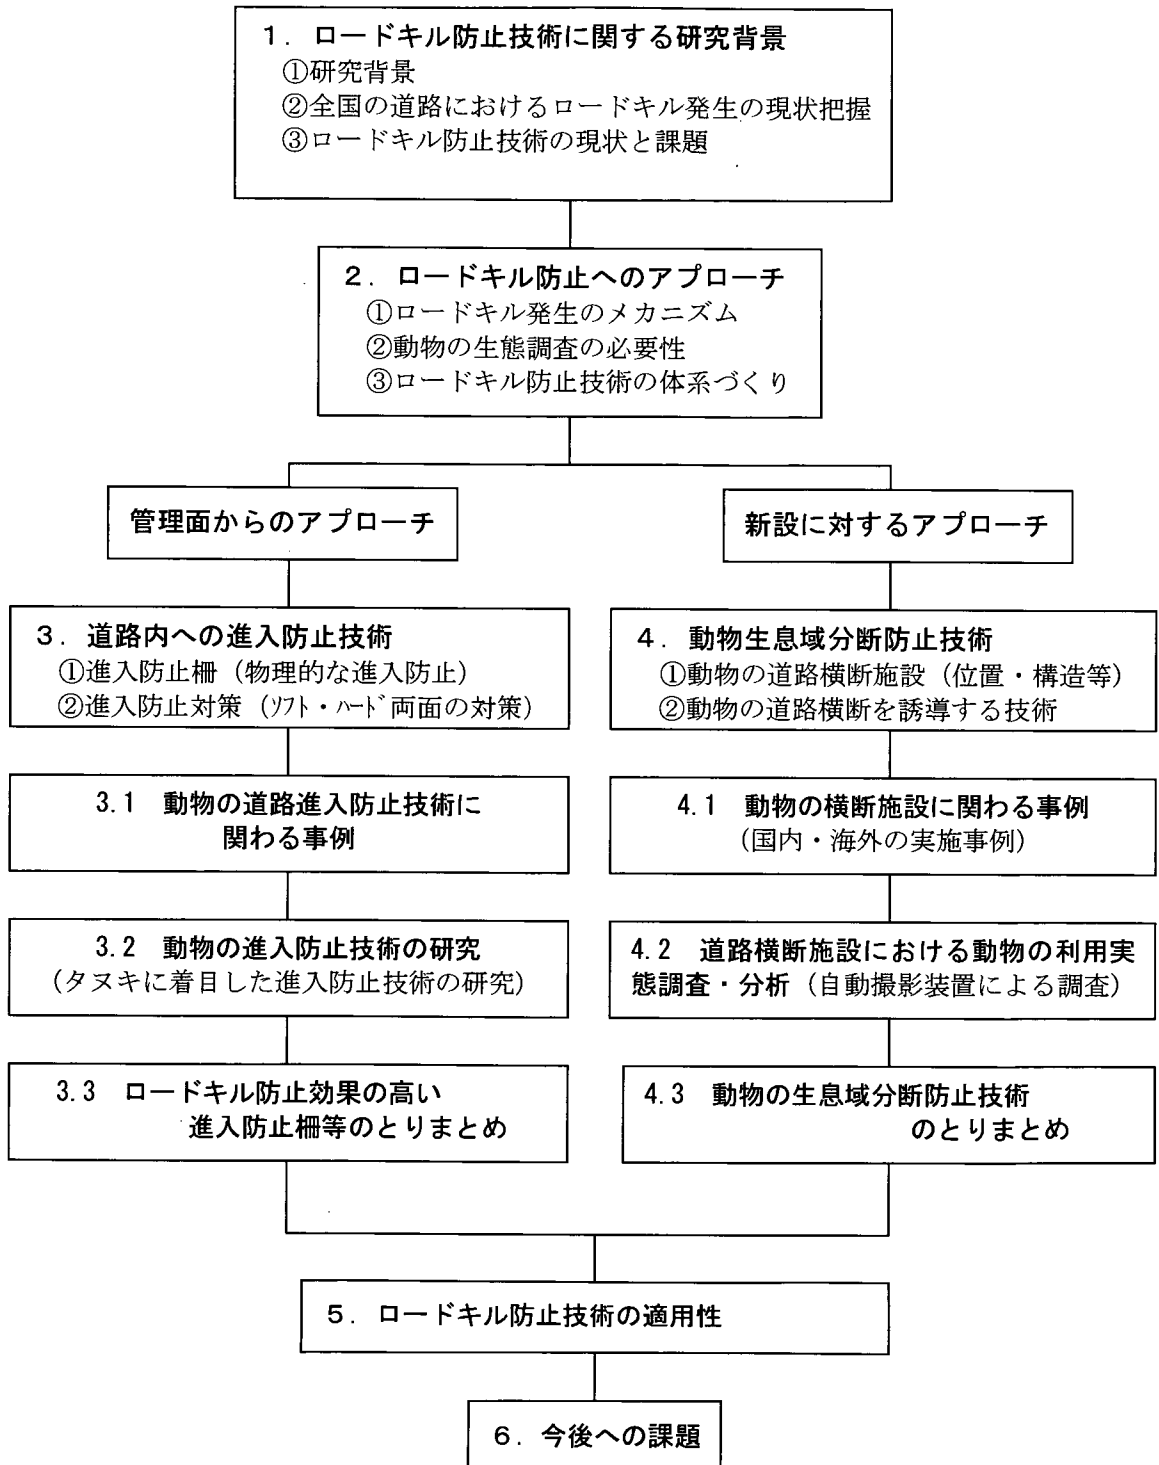 1. ロードキル防止技術に関する研究背景
①研究背景
②全国の道路におけるロードキル発生の現状把握
③ロードキル防止技術の現状と課題
2. ロードキル防止へのアプローチ
①ロードキル発生のメカニズム
②動物の生態調査の必要性
③ロードキル防止技術の体系づくり
管理面からのアプローチ
3. 道路内への進入防止技術
①進入防止柵（物理的な進入防止）
②進入防止対策（ｿﾌﾄ・ﾊｰﾄﾞ両面の対策）
3.1 動物の道路進入防止技術に
関わる事例
3.2 動物の進入防止技術の研究
（タヌキに着目した進入防止技術の研究）
3.3 ロードキル防止効果の高い
進入防止柵等のとりまとめ
新設に対するアプローチ
4. 動物生息域分断防止技術
①動物の道路横断施設（位置・構造等）
②動物の道路横断を誘導する技術
4.1 動物の横断施設に関わる事例
（国内・海外の実施事例）
4.2 道路横断施設における動物の利用実
態調査・分析（自動撮影装置による調査）
4.3 動物の生息域分断防止技術
のとりまとめ
5. ロードキル防止技術の適用性
6. 今後への課題